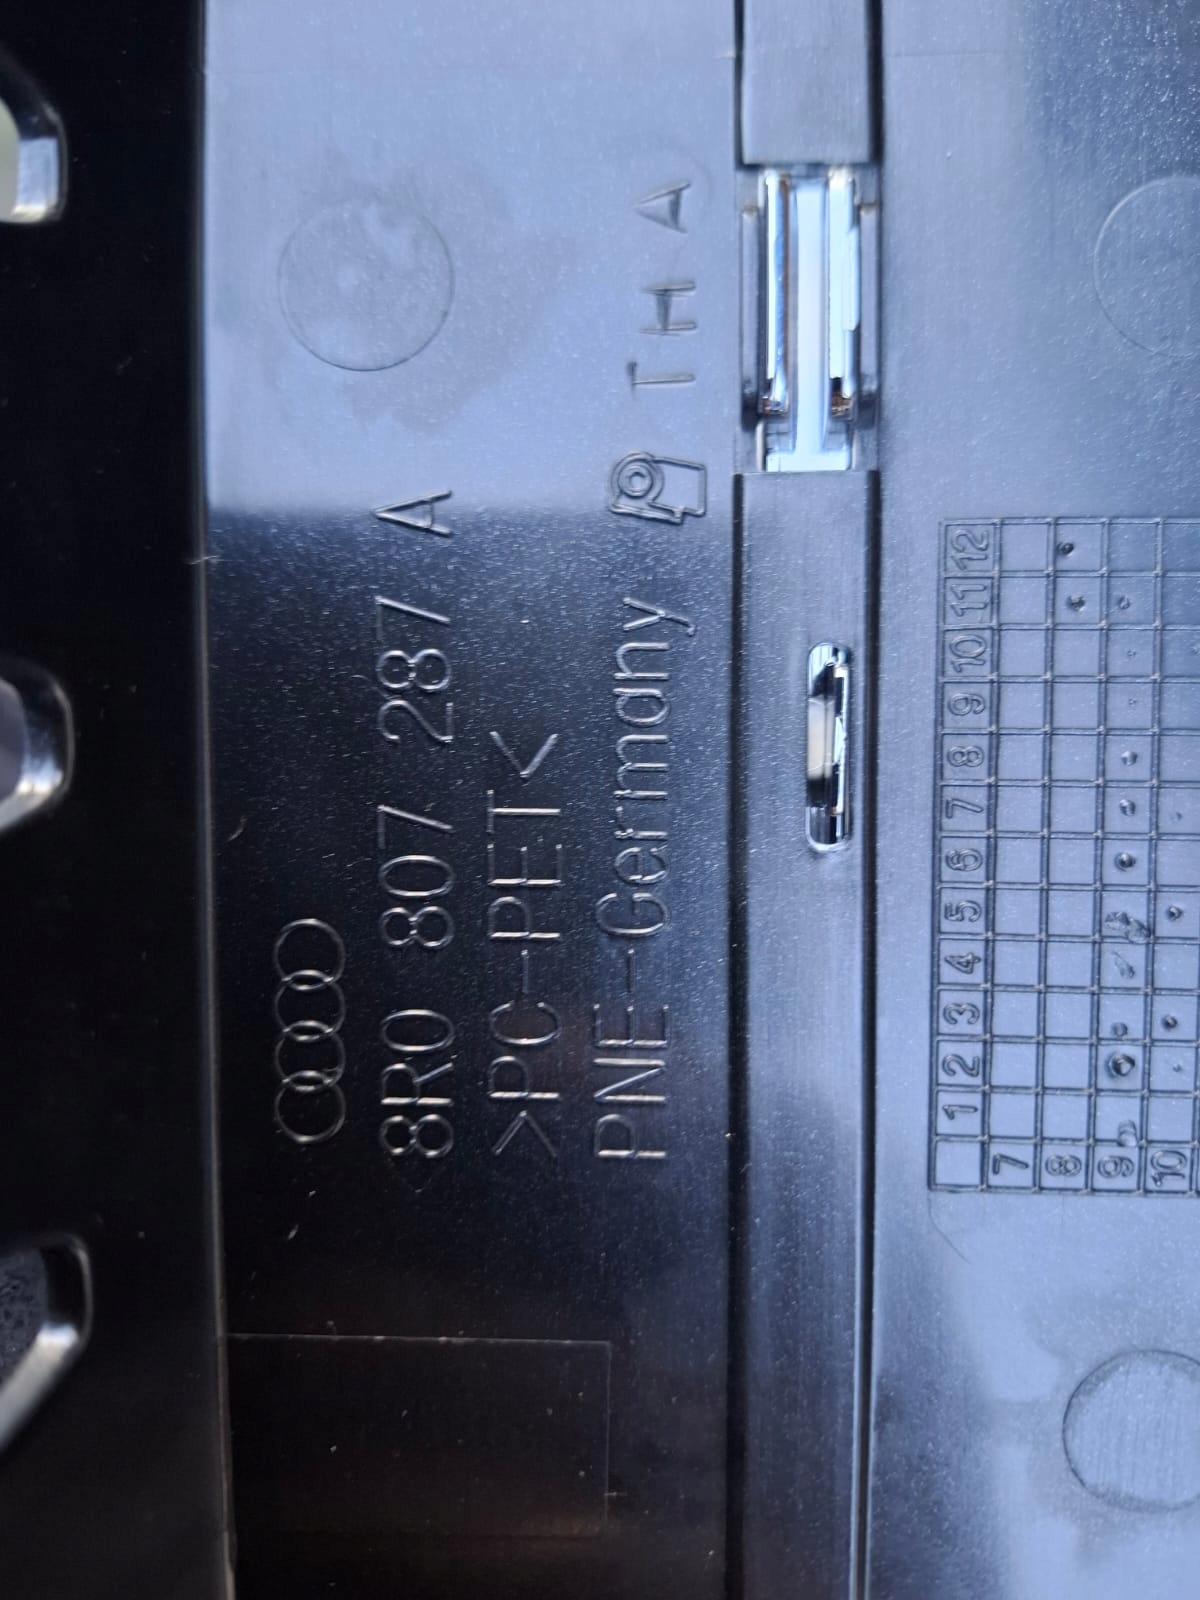 8R0 807 287 A
>PC-PET<
PNE-Germany THA
1 2 3 4 5 6 7 8 9 10 11 12
7
8
9
10